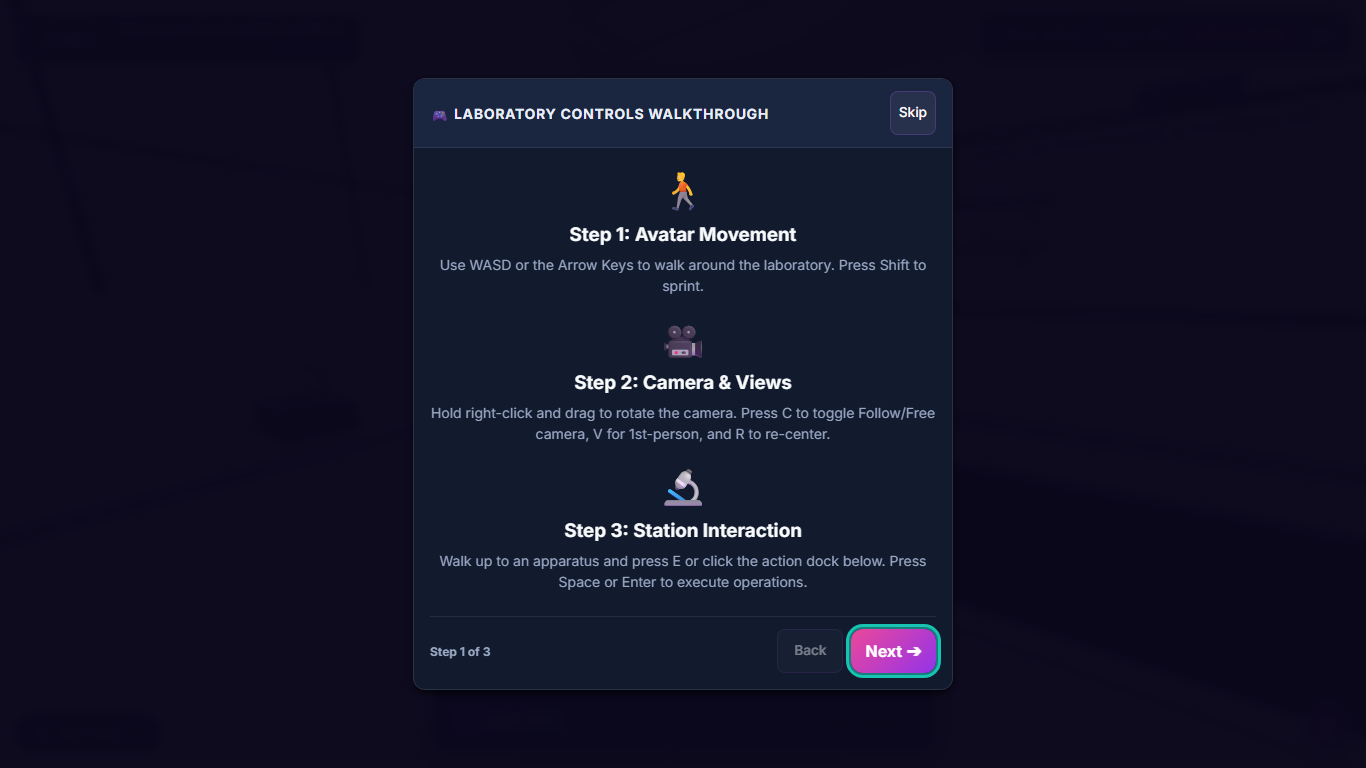 LABORATORY CONTROLS WALKTHROUGH
Skip
Step 1: Avatar Movement
Use WASD or the Arrow Keys to walk around the laboratory. Press Shift to
sprint.
Step 2: Camera & Views
Hold right-click and drag to rotate the camera. Press C to toggle Follow/Free
camera, V for 1st-person, and R to re-center.
Step 3: Station Interaction
Walk up to an apparatus and press E or click the action dock below. Press
Space or Enter to execute operations.
Step 1 of 3
Back
Next ➔